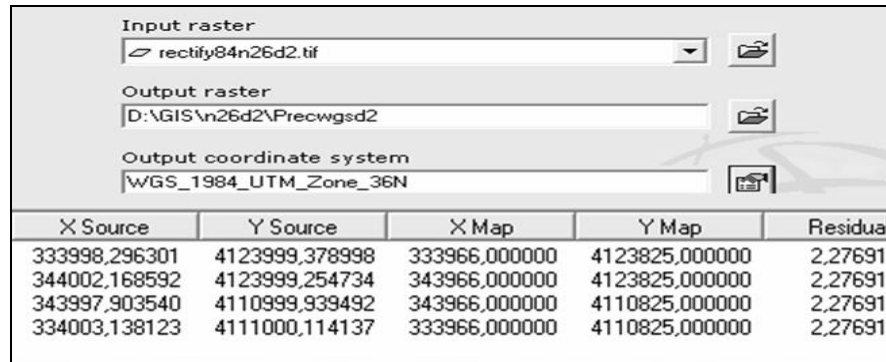 Input raster
rectify84n26d2.tif
Output raster
D:\GIS\n26d2\Precwgsd2
Output coordinate system
WGS_1984_UTM_Zone_36N
X Source Y Source X Map Y Map Residua
333998,296301 4123999,378998 333966,000000 4123825,000000 2,27691
344002,168592 4123999,254734 343966,000000 4123825,000000 2,27691
343997,903540 4110999,939492 343966,000000 4110825,000000 2,27691
334003,138123 4111000,114137 333966,000000 4110825,000000 2,27691